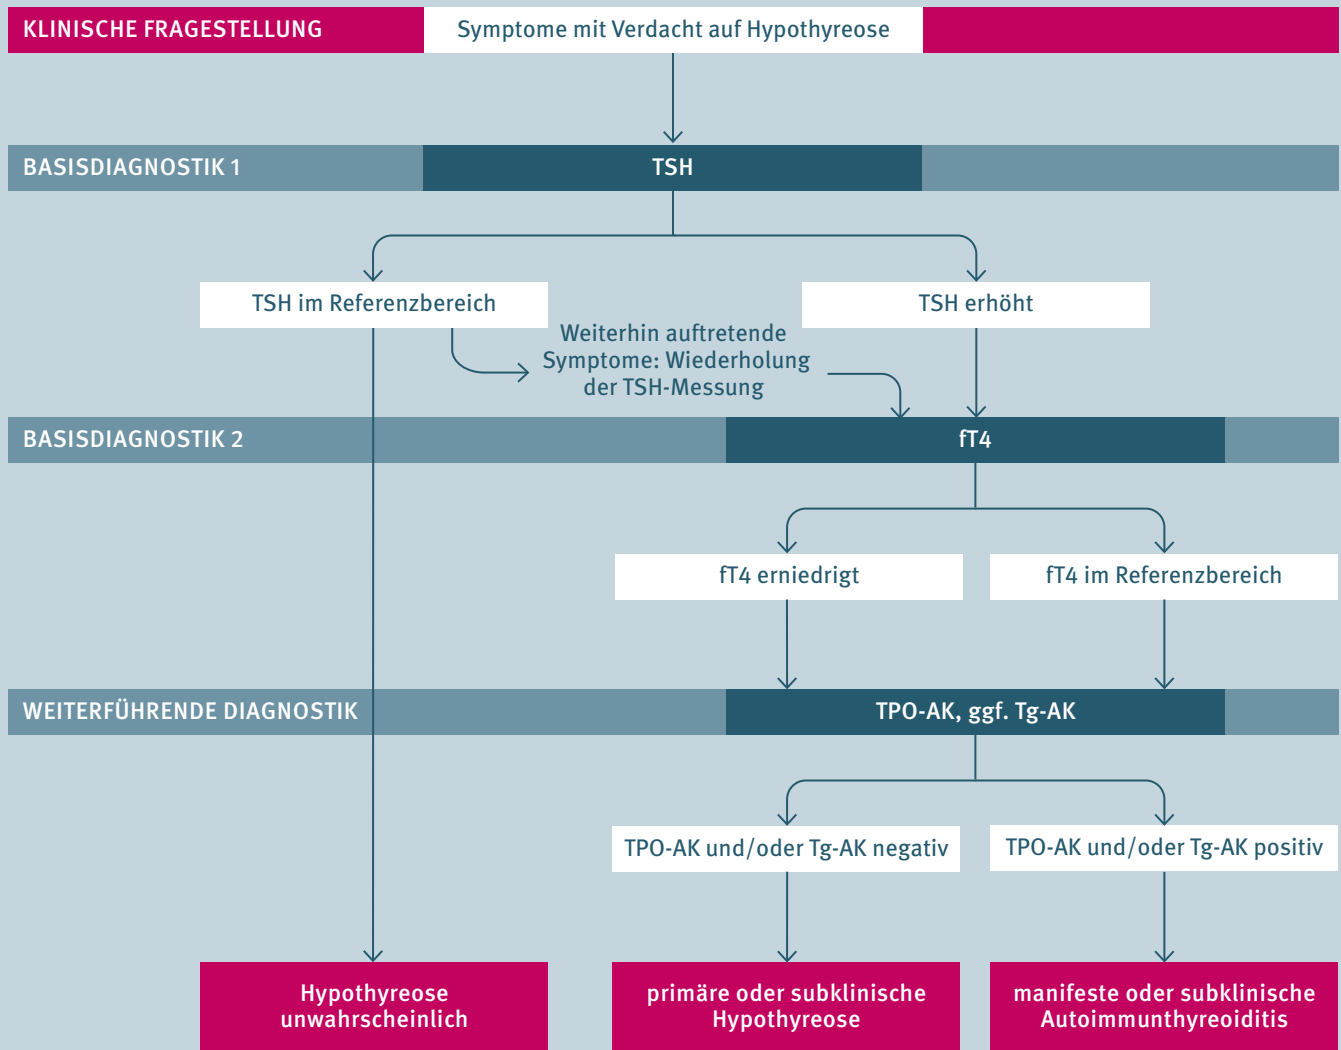 KLINISCHE FRAGESTELLUNG
Symptome mit Verdacht auf Hypothyreose
BASISDIAGNOSTIK 1
TSH
TSH im Referenzbereich
TSH erhöht
Weiterhin auftretende
Symptome: Wiederholung
der TSH-Messung
BASISDIAGNOSTIK 2
fT4
fT4 erniedrigt
fT4 im Referenzbereich
WEITERFÜHRENDE DIAGNOSTIK
TPO-AK, ggf. Tg-AK
TPO-AK und/oder Tg-AK negativ
TPO-AK und/oder Tg-AK positiv
Hypothyreose
unwahrscheinlich
primäre oder subklinische
Hypothyreose
manifeste oder subklinische
Autoimmunthyreoiditis